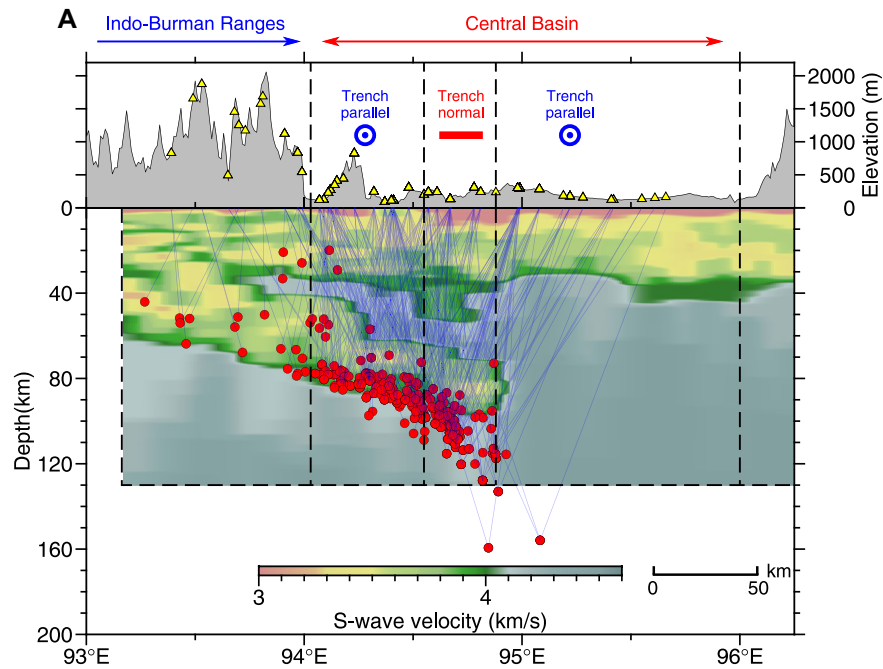 A
Indo-Burman Ranges
Central Basin
Trench
parallel
Trench
normal
Trench
parallel
2000
1500
1000
500
0
Elevation (m)
0
40
80
120
160
200
Depth(km)
3
4
S-wave velocity (km/s)
km
0
50
93°E
94°E
95°E
96°E